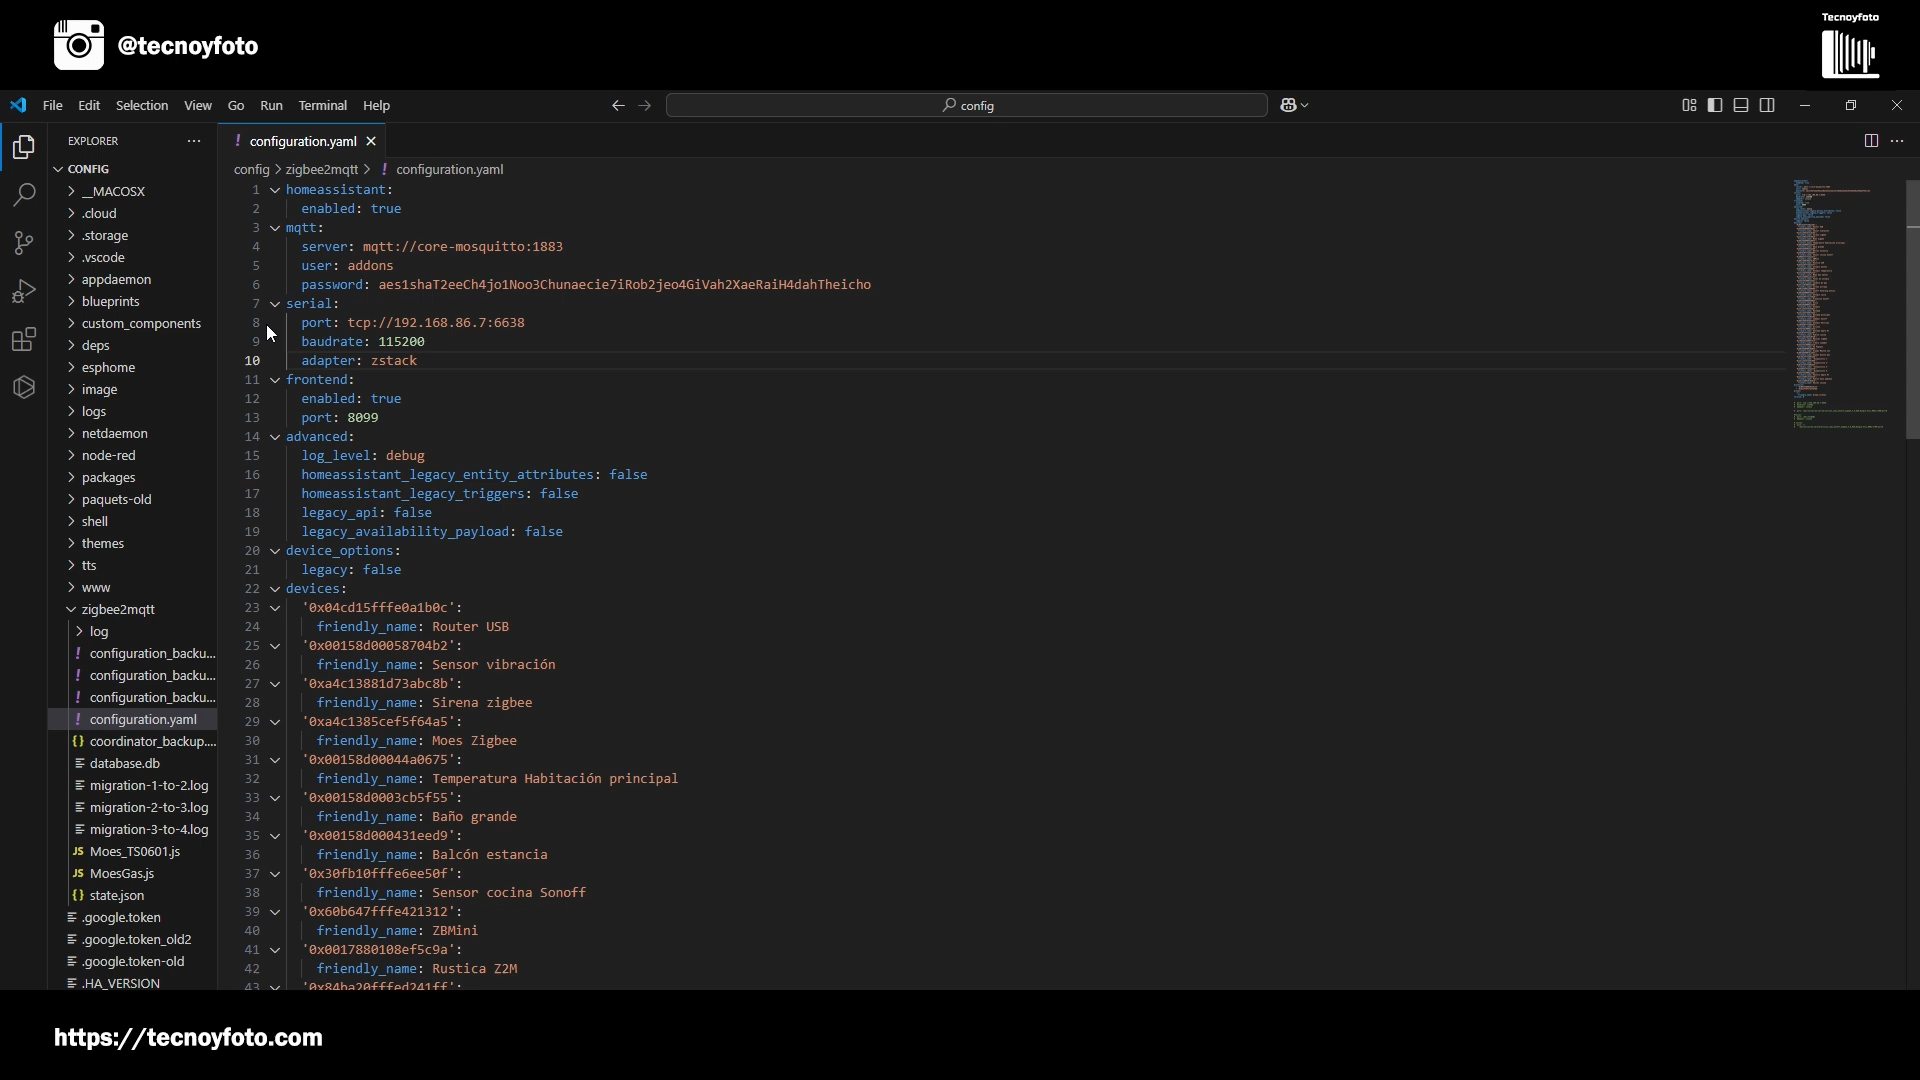 @tecnoyfoto
Tecnoyfoto
File Edit Selection View Go Run Terminal Help
config
EXPLORER
configuration.yaml
CONFIG
config > zigbee2mqtt > configuration.yaml
__MACOSX
.cloud
.storage
.vscode
appdaemon
blueprints
custom_components
deps
esphome
image
logs
netdaemon
node-red
packages
paquets-old
shell
themes
tts
www
zigbee2mqtt
log
configuration_backu...
configuration_backu...
configuration_backu...
configuration.yaml
coordinator_backup....
database.db
migration-1-to-2.log
migration-2-to-3.log
migration-3-to-4.log
Moes_TS0601.js
MoesGas.js
state.json
.google.token
.google.token_old2
.google.token-old
.HA_VERSION
1 homeassistant:
2 enabled: true
3 mqtt:
4 server: mqtt://core-mosquitto:1883
5 user: addons
6 password: aes1shaT2eeCh4jo1Noo3Chunaecie7iRob2jeo4GiVah2XaeRaiH4dahTheicho
7 serial:
8 port: tcp://192.168.86.7:6638
9 baudrate: 115200
10 adapter: zstack
11 frontend:
12 enabled: true
13 port: 8099
14 advanced:
15 log_level: debug
16 homeassistant_legacy_entity_attributes: false
17 homeassistant_legacy_triggers: false
18 legacy_api: false
19 legacy_availability_payload: false
20 device_options:
21 legacy: false
22 devices:
23 '0x04cd15fffe0a1b0c':
24 friendly_name: Router USB
25 '0x00158d00058704b2':
26 friendly_name: Sensor vibración
27 '0xa4c13881d73abc8b':
28 friendly_name: Sirena zigbee
29 '0xa4c1385cef5f64a5':
30 friendly_name: Moes Zigbee
31 '0x00158d00044a0675':
32 friendly_name: Temperatura Habitación principal
33 '0x00158d0003cb5f55':
34 friendly_name: Baño grande
35 '0x00158d000431eed9':
36 friendly_name: Balcón estancia
37 '0x30fb10fffe6ee50f':
38 friendly_name: Sensor cocina Sonoff
39 '0x60b647fffe421312':
40 friendly_name: ZBMini
41 '0x0017880108ef5c9a':
42 friendly_name: Rustica Z2M
43 '0x84ba20fffed241ff':
https://tecnoyfoto.com